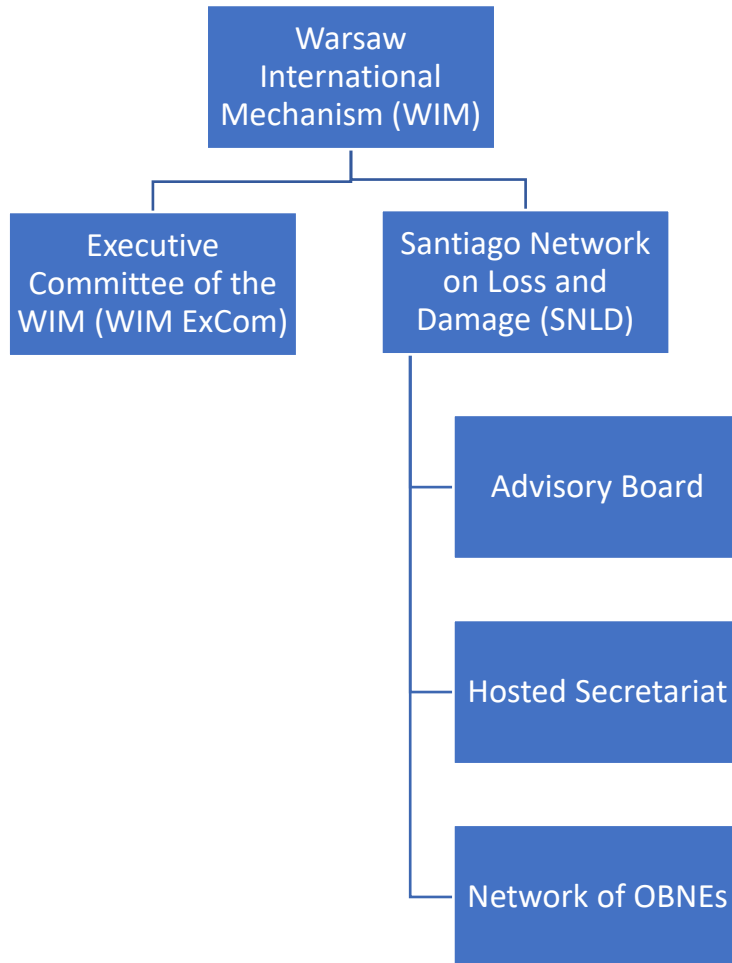 Warsaw
International
Mechanism (WIM)
Executive
Committee of the
WIM (WIM ExCom)
Santiago Network
on Loss and
Damage (SNLD)
Advisory Board
Hosted Secretariat
Network of OBNEs